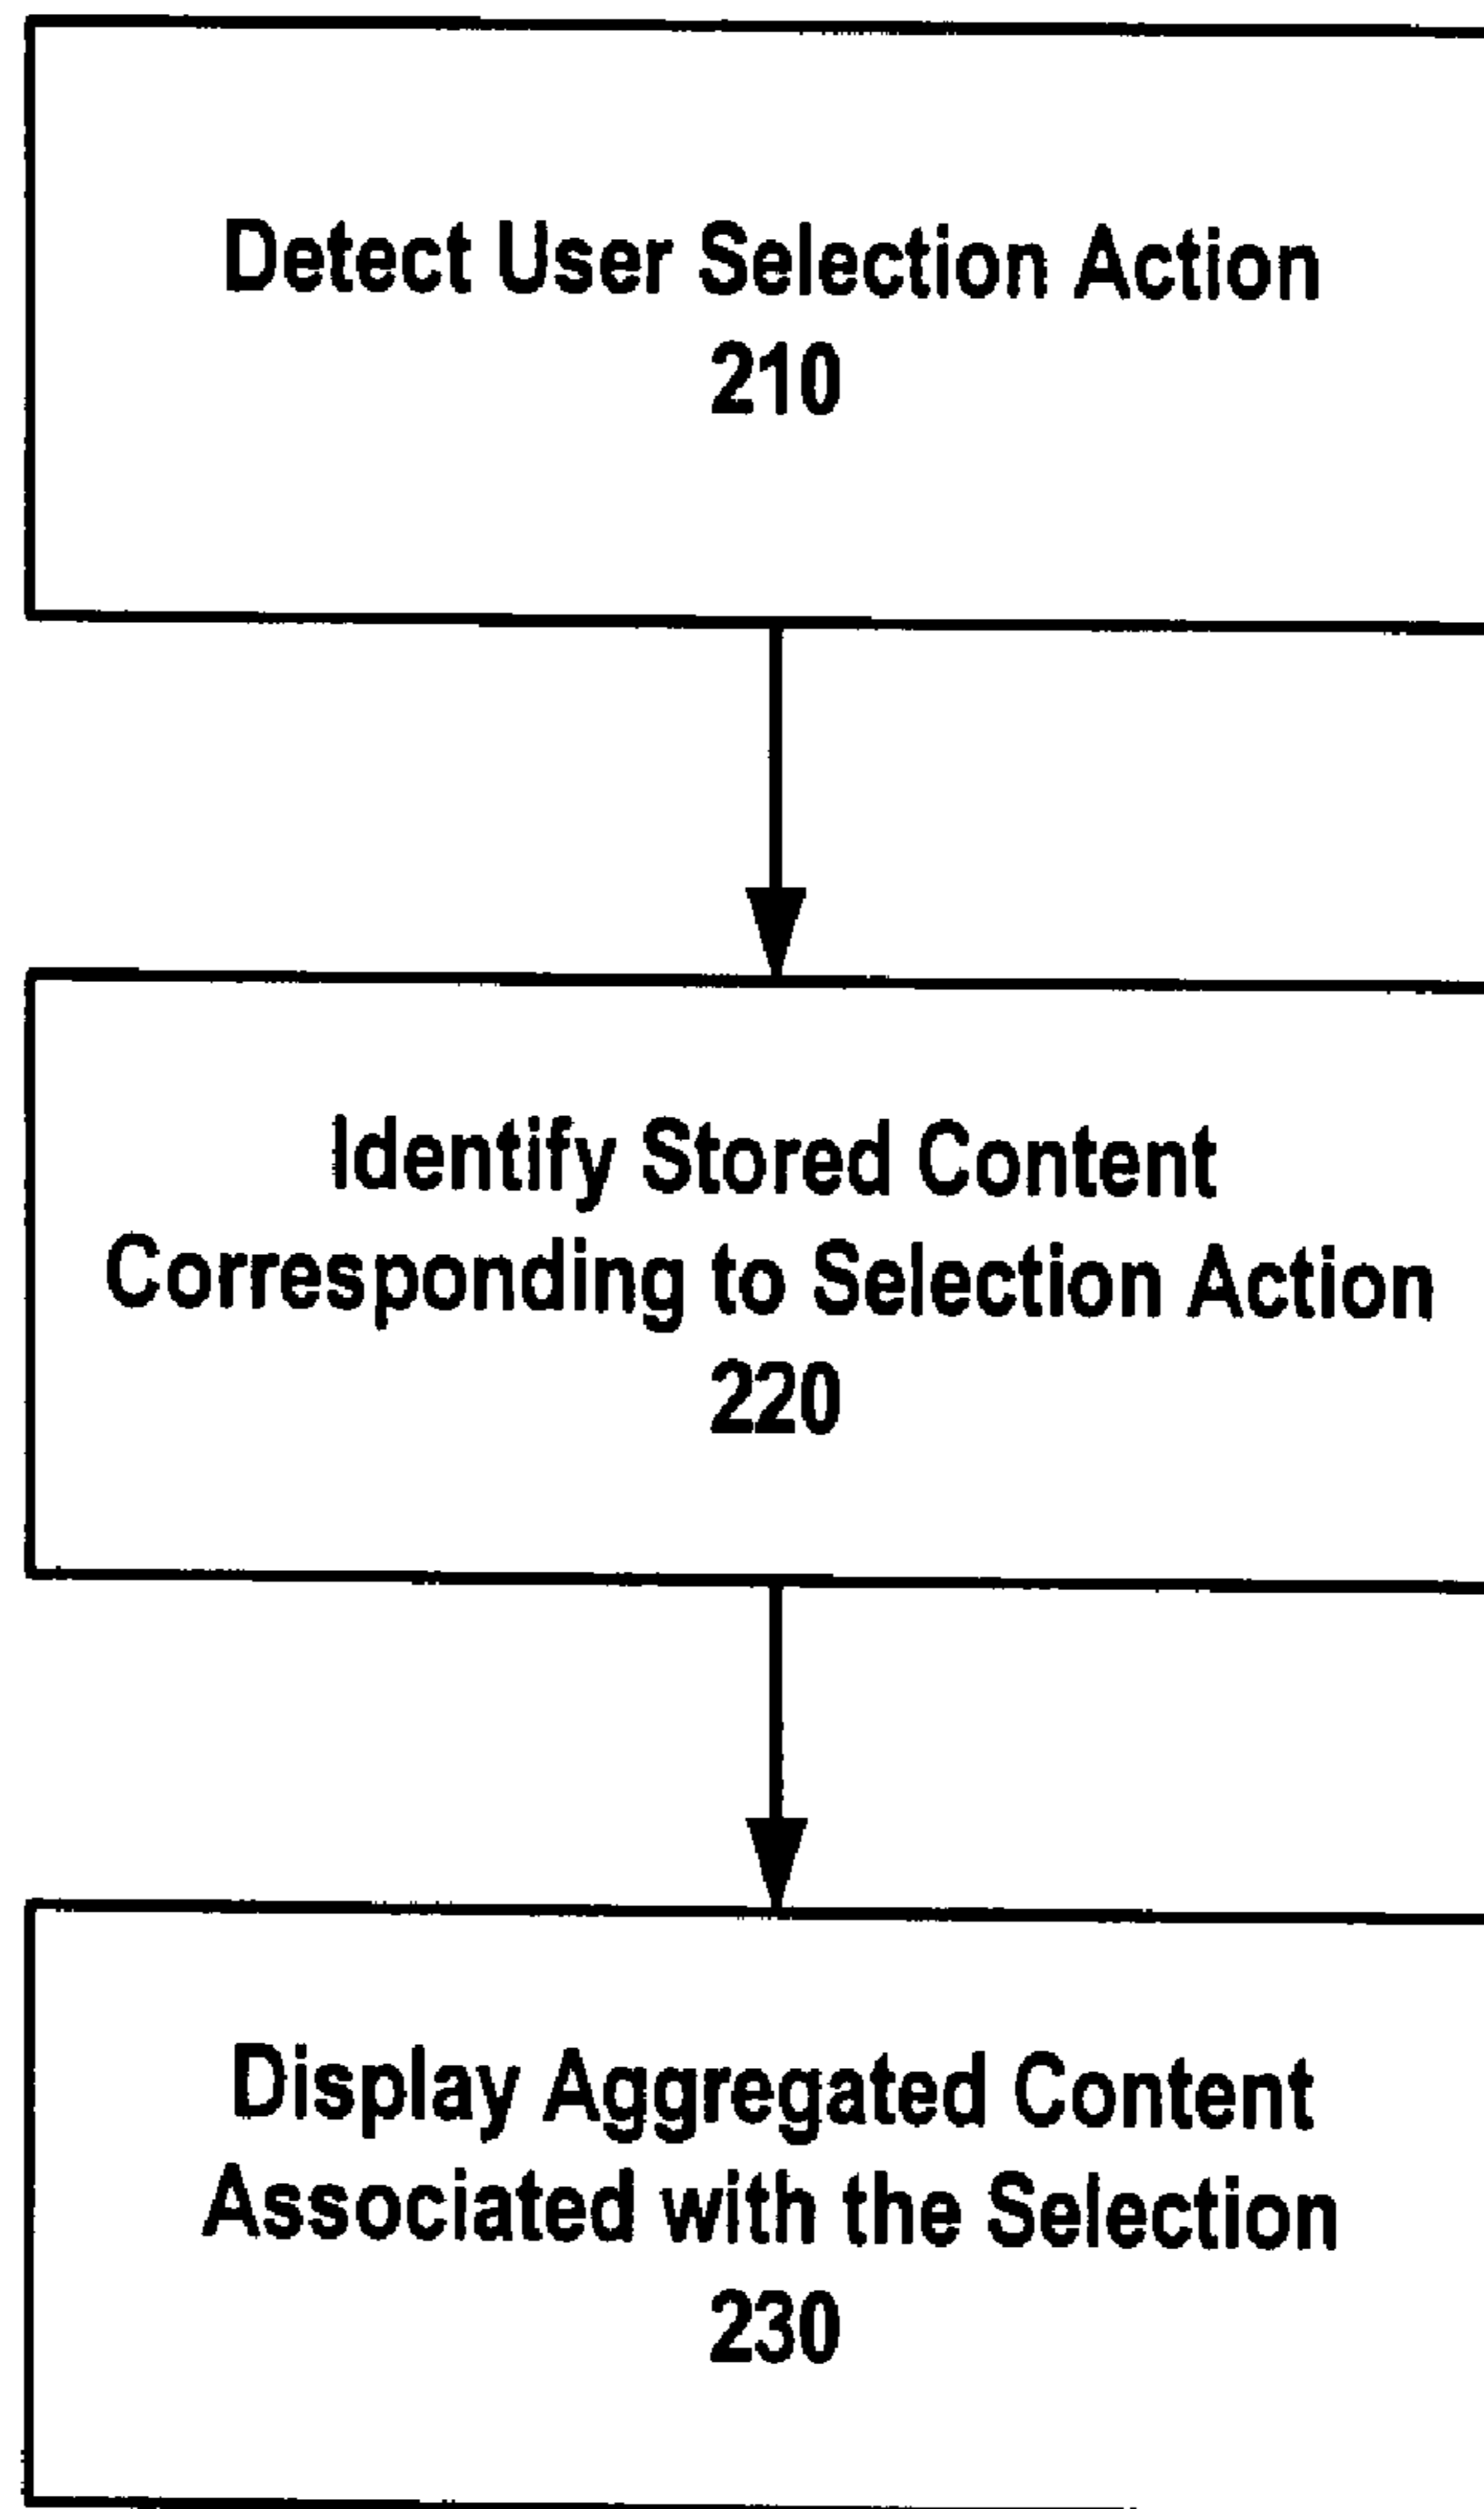 Detect User Selection Action
210
Identify Stored Content
Corresponding to Selection Action
220
Display Aggregated Content
Associated with the Selection
230